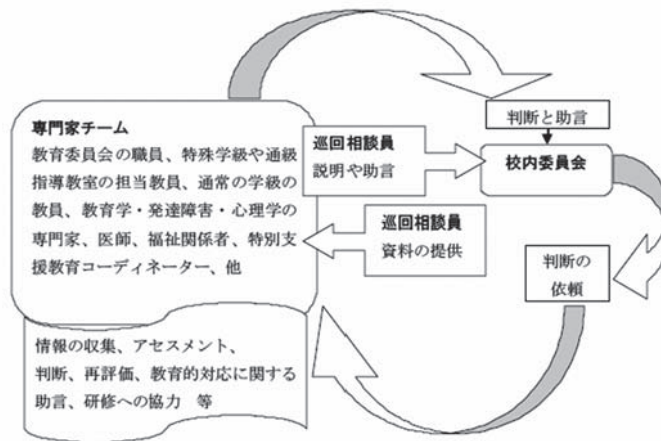 専門家チーム
教育委員会の職員、特殊学級や通級
指導教室の担当教員、通常の学級の
教員、教育学・発達障害・心理学の
専門家、医師、福祉関係者、特別支
援教育コーディネーター、他
情報の収集、アセスメント、
判断、再評価、教育的対応に関する
助言、研修への協力　等
巡回相談員
説明や助言
巡回相談員
資料の提供
判断と助言
校内委員会
判断の
依頼